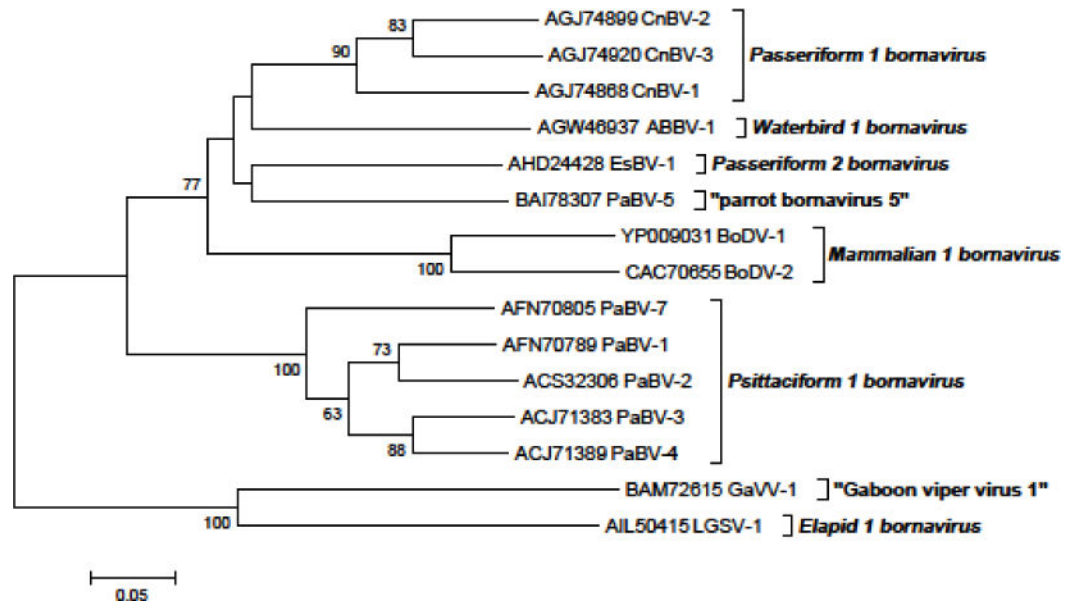 83 AGJ74899 CnBV-2
90 AGJ74920 CnBV-3 Passeriform 1 bornavirus
AGJ74868 CnBV-1
AGW46937 ABBV-1 Waterbird 1 bornavirus
AHD24428 EsBV-1 Passeriform 2 bornavirus
77
BAI78307 PaBV-5 "parrot bornavirus 5"
YP009031 BoDV-1
Mammalian 1 bornavirus
100 CAC70655 BoDV-2
AFN70805 PaBV-7
73 AFN70789 PaBV-1
100
ACS32306 PaBV-2 Psittaciform 1 bornavirus
63 ACJ71383 PaBV-3
88 ACJ71389 PaBV-4
BAM72615 GaVV-1 "Gaboon viper virus 1"
100 AIL50415 LGSV-1 Elapid 1 bornavirus
0.05